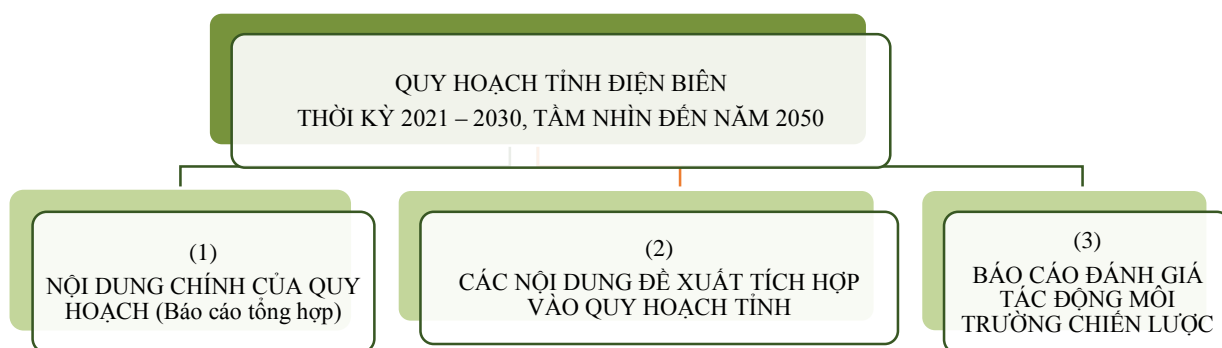 QUY HOẠCH TỈNH ĐIỆN BIÊN
THỜI KỲ 2021 – 2030, TẦM NHÌN ĐẾN NĂM 2050
(1)
NỘI DUNG CHÍNH CỦA QUY
HOẠCH (Báo cáo tổng hợp)
(2)
CÁC NỘI DUNG ĐỀ XUẤT TÍCH HỢP
VÀO QUY HOẠCH TỈNH
(3)
BÁO CÁO ĐÁNH GIÁ
TÁC ĐỘNG MÔI
TRƯỜNG CHIẾN LƯỢC